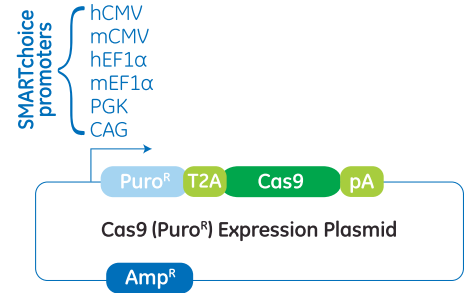 SMARTchoice
promoters
hCMV
mCMV
hEF1α
mEF1α
PGK
CAG
Puroᴿ T2A Cas9 pA
Cas9 (Puroᴿ) Expression Plasmid
Ampᴿ